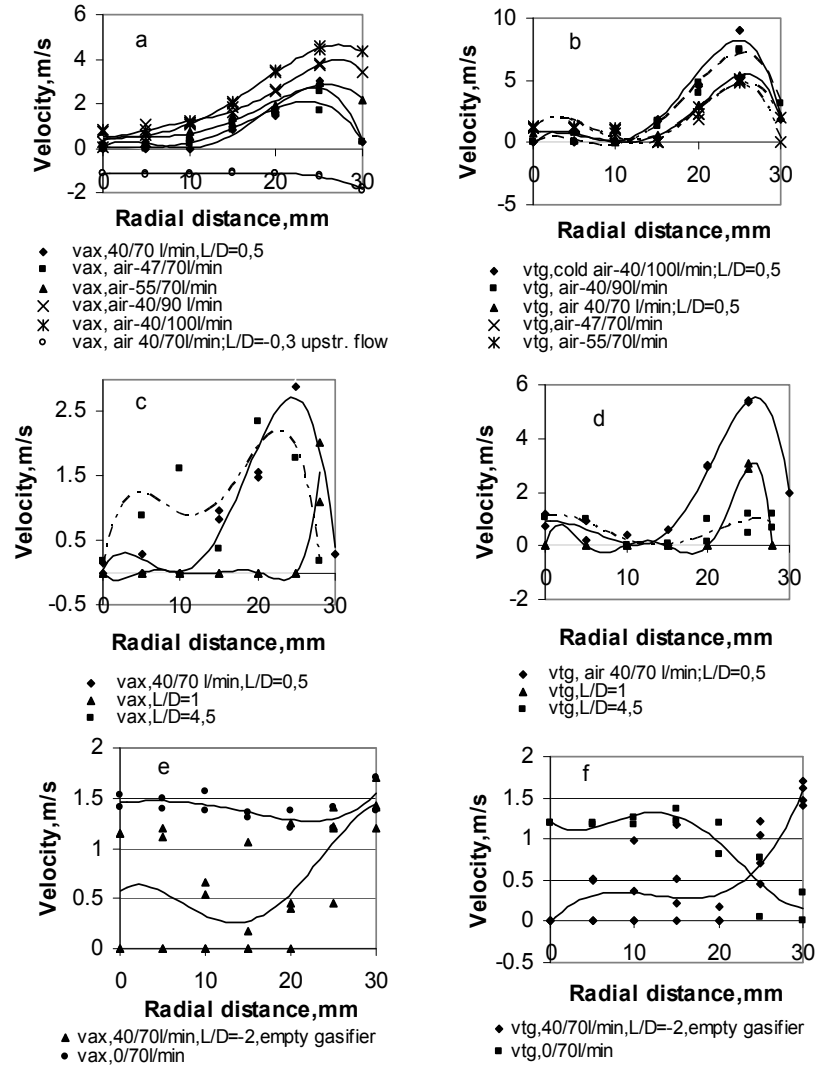 a
6
4
2
0
-2
0
10
20
30
Velocity,m/s
Radial distance,mm
vax,40/70 l/min,L/D=0,5
vax, air-47/70l/min
vax,air-55/70l/min
vax,air-40/90 l/min
vax, air-40/100l/min
vax, air 40/70l/min;L/D=-0,3 upstr. flow
b
10
5
0
-5
0
10
20
30
Velocity,m/s
Radial distance,mm
vtg,cold air-40/100l/min;L/D=0,5
vtg, air-40/90l/min
vtg, air 40/70 l/min;L/D=0,5
vtg,air-47/70l/min
vtg, air-55/70l/min
c
2.5
1.5
0.5
-0.5
0
10
20
30
Velocity,m/s
Radial distance,mm
vax,40/70 l/min,L/D=0,5
vax,L/D=1
vax,L/D=4,5
d
6
4
2
0
-2
0
10
20
30
Velocity,m/s
Radial distance,mm
vtg, air 40/70 l/min;L/D=0,5
vtg,L/D=1
vtg,L/D=4,5
e
2
1.5
1
0.5
0
0
10
20
30
Velocity,m/s
Radial distance,mm
vax,40/70l/min,L/D=-2,empty gasifier
vax,0/70l/min
f
2
1.5
1
0.5
0
-0.5
0
10
20
30
Velocity,m/s
Radial distance,mm
vtg,40/70l/min,L/D=-2,empty gasifier
vtg,0/70l/min